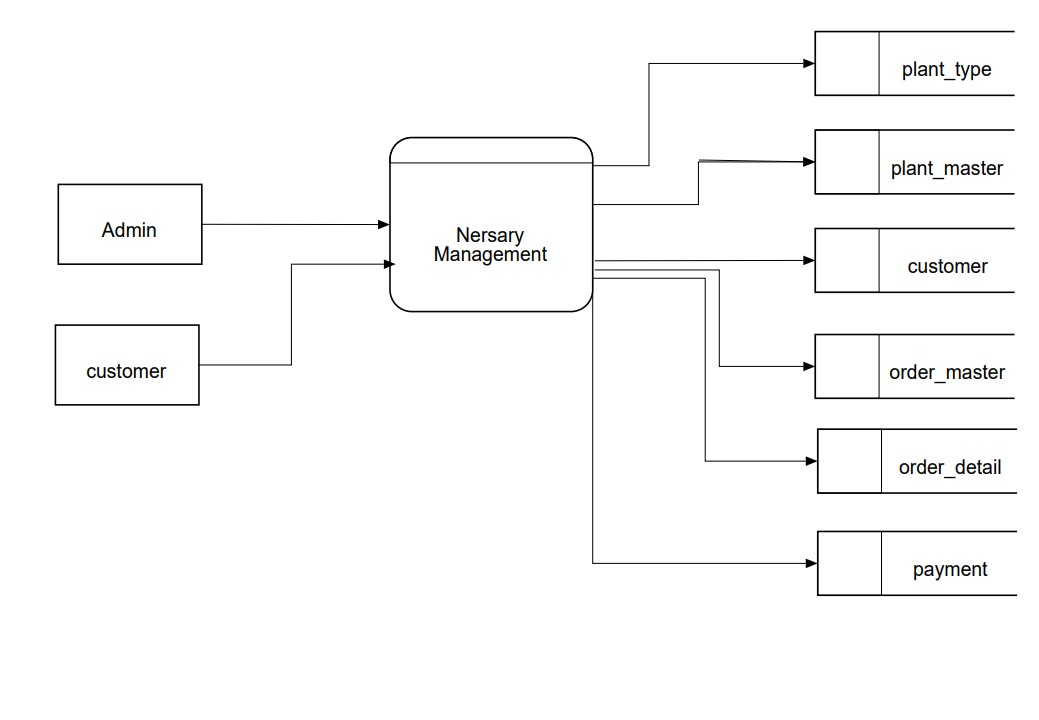 Admin
customer
Nersary
Management
plant_type
plant_master
customer
order_master
order_detail
payment